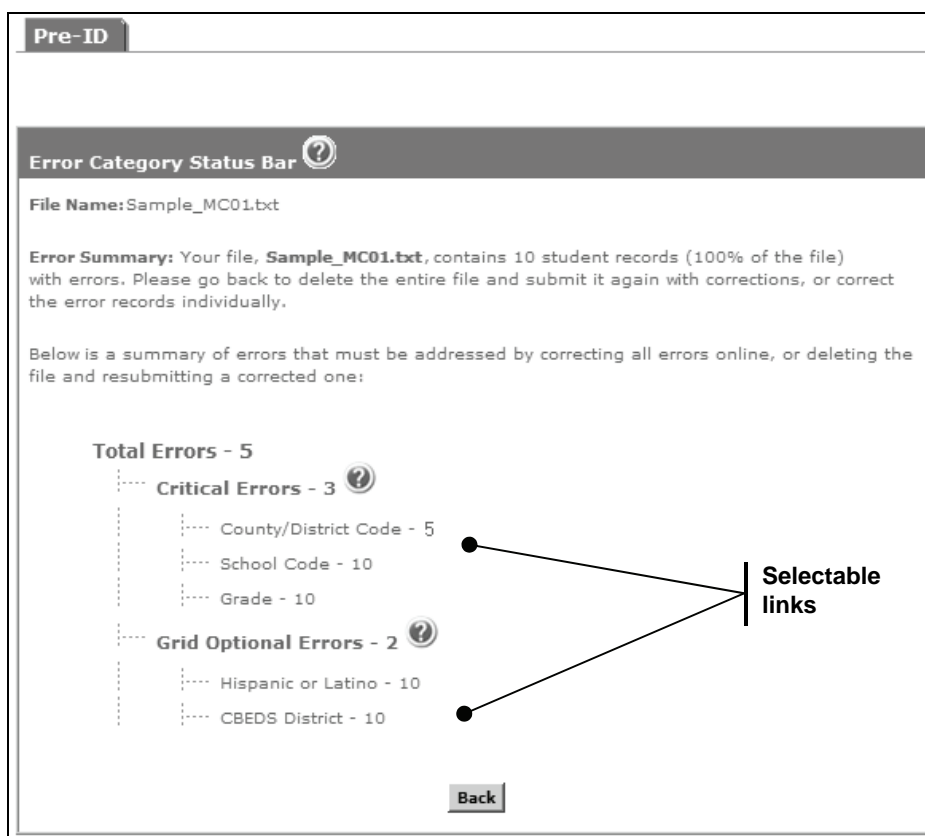 Pre-ID
Error Category Status Bar ?
File Name:Sample_MC01.txt
Error Summary: Your file, Sample_MC01.txt, contains 10 student records (100% of the file)
with errors. Please go back to delete the entire file and submit it again with corrections, or correct
the error records individually.
Below is a summary of errors that must be addressed by correcting all errors online, or deleting the
file and resubmitting a corrected one:
Total Errors - 5
Critical Errors - 3 ?
County/District Code - 5
School Code - 10
Grade - 10
Selectable
links
Grid Optional Errors - 2 ?
Hispanic or Latino - 10
CBEDS District - 10
Back